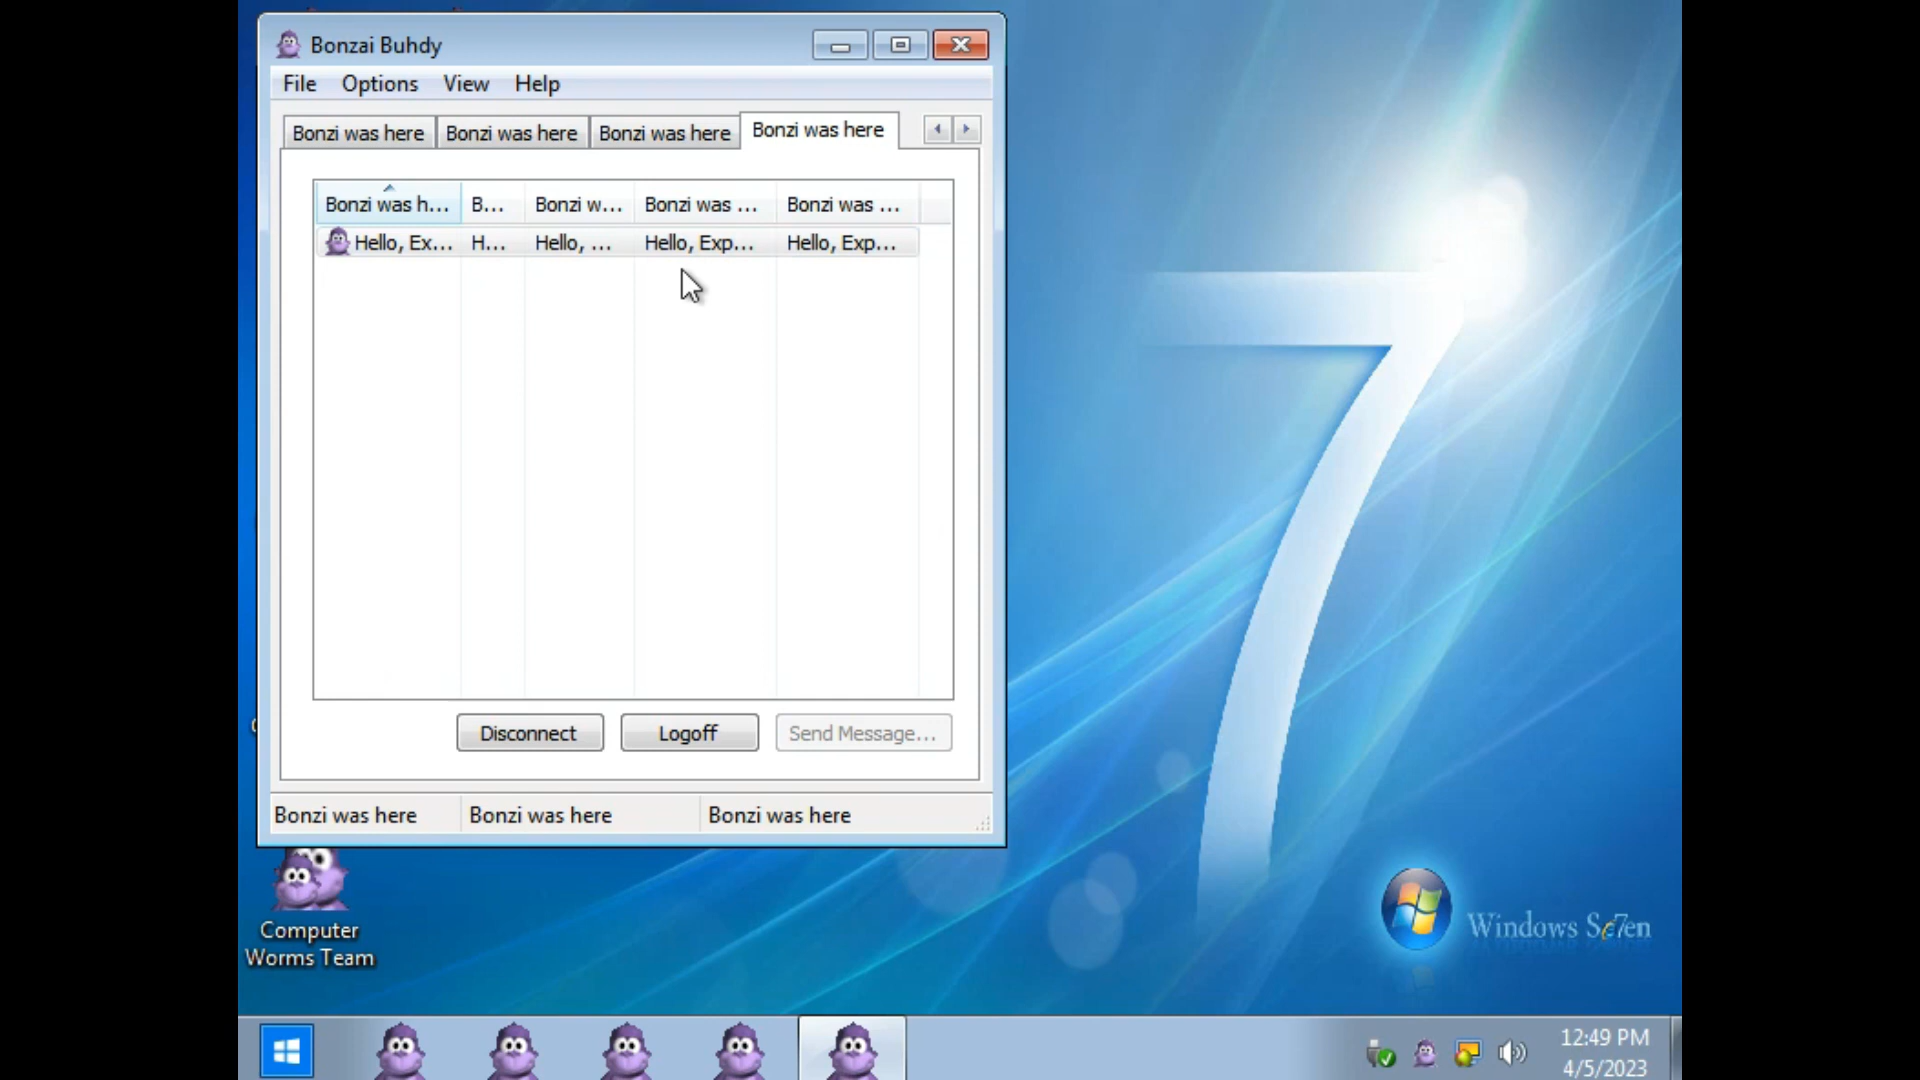 Bonzai Buhdy
File Options View Help
Bonzi was here Bonzi was here Bonzi was here Bonzi was here
Bonzi was h... B... Bonzi w... Bonzi was ... Bonzi was ...
Hello, Ex... H... Hello, ... Hello, Exp... Hello, Exp...
Disconnect Logoff Send Message...
Bonzi was here Bonzi was here Bonzi was here
Computer
Worms Team
Windows Se7en
12:49 PM
4/5/2023